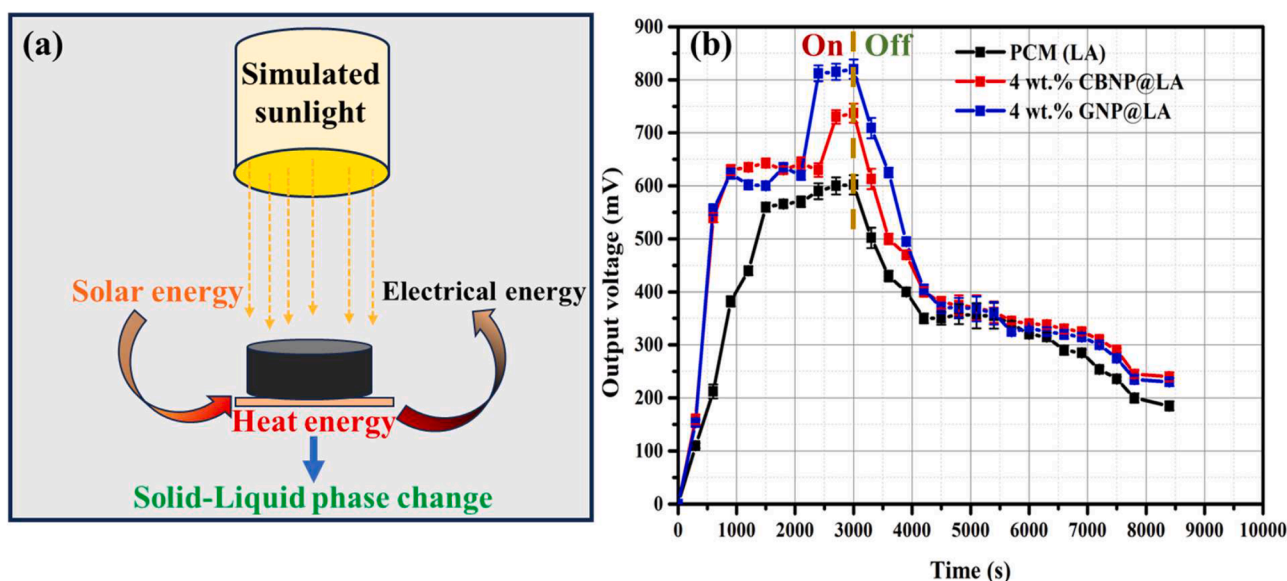 (a)
Simulated
sunlight
Solar energy
Electrical energy
Heat energy
Solid-Liquid phase change
(b)
On
Off
PCM (LA)
4 wt.% CBNP@LA
4 wt.% GNP@LA
Output voltage (mV)
900
800
700
600
500
400
300
200
100
0
0 1000 2000 3000 4000 5000 6000 7000 8000 9000 10000
Time (s)